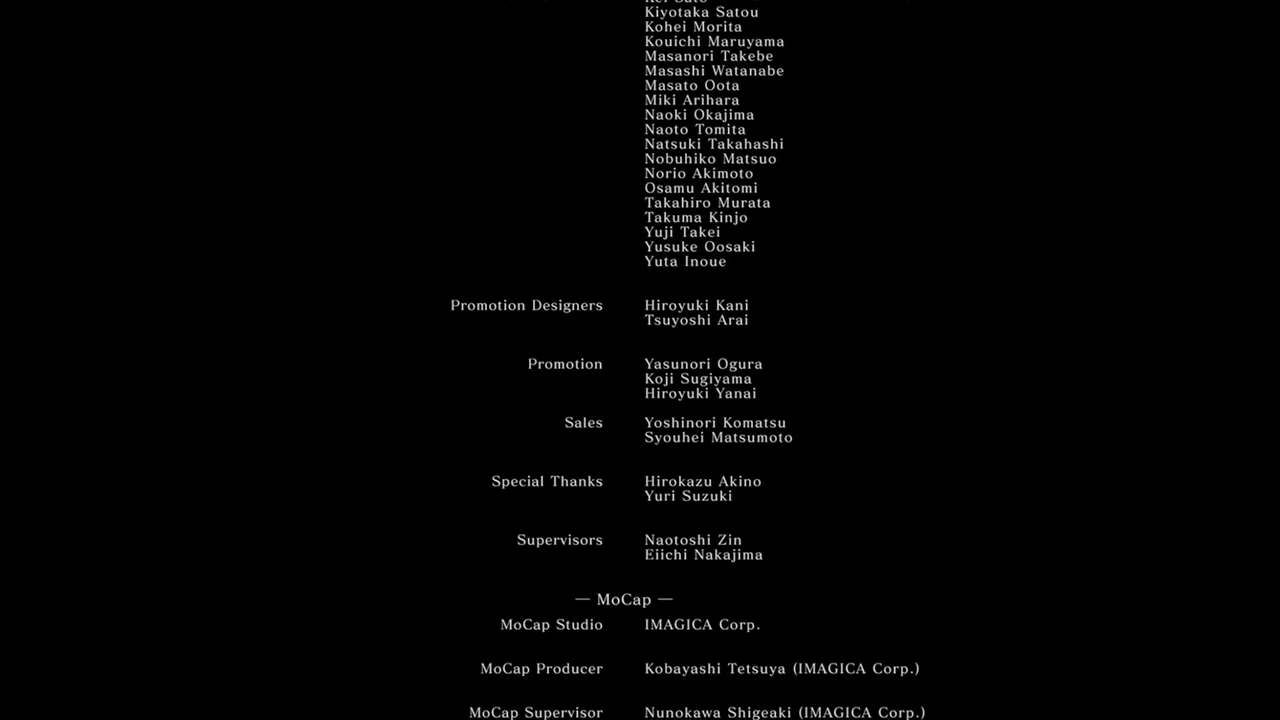 Kei Sato
Kiyotaka Satou
Kohei Morita
Kouichi Maruyama
Masanori Takebe
Masashi Watanabe
Masato Oota
Miki Arihara
Naoki Okajima
Naoto Tomita
Natsuki Takahashi
Nobuhiko Matsuo
Norio Akimoto
Osamu Akitomi
Takahiro Murata
Takuma Kinjo
Yuji Takei
Yusuke Oosaki
Yuta Inoue
Promotion Designers Hiroyuki Kani
Tsuyoshi Arai
Promotion Yasunori Ogura
Koji Sugiyama
Hiroyuki Yanai
Sales Yoshinori Komatsu
Syouhei Matsumoto
Special Thanks Hirokazu Akino
Yuri Suzuki
Supervisors Naotoshi Zin
Eiichi Nakajima
— MoCap —
MoCap Studio IMAGICA Corp.
MoCap Producer Kobayashi Tetsuya (IMAGICA Corp.)
MoCap Supervisor Nunokawa Shigeaki (IMAGICA Corp.)